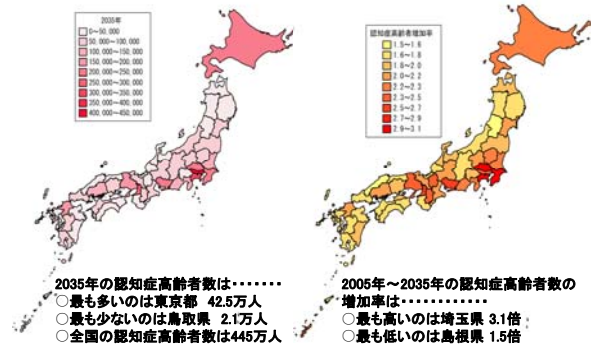 2035年
0～50,000
50,000～100,000
100,000～150,000
150,000～200,000
200,000～250,000
250,000～300,000
300,000～350,000
350,000～400,000
400,000～450,000
2035年の認知症高齢者数は・・・・・・・
○最も多いのは東京都 42.5万人
○最も少ないのは鳥取県 2.1万人
○全国の認知症高齢者数は445万人
認知症高齢者増加率
1.5～1.6
1.6～1.8
1.8～2.0
2.0～2.2
2.2～2.3
2.3～2.5
2.5～2.7
2.7～2.9
2.9～3.1
2005年～2035年の認知症高齢者数の
増加率は・・・・・・・・・・・・
○最も高いのは埼玉県 3.1倍
○最も低いのは島根県 1.5倍